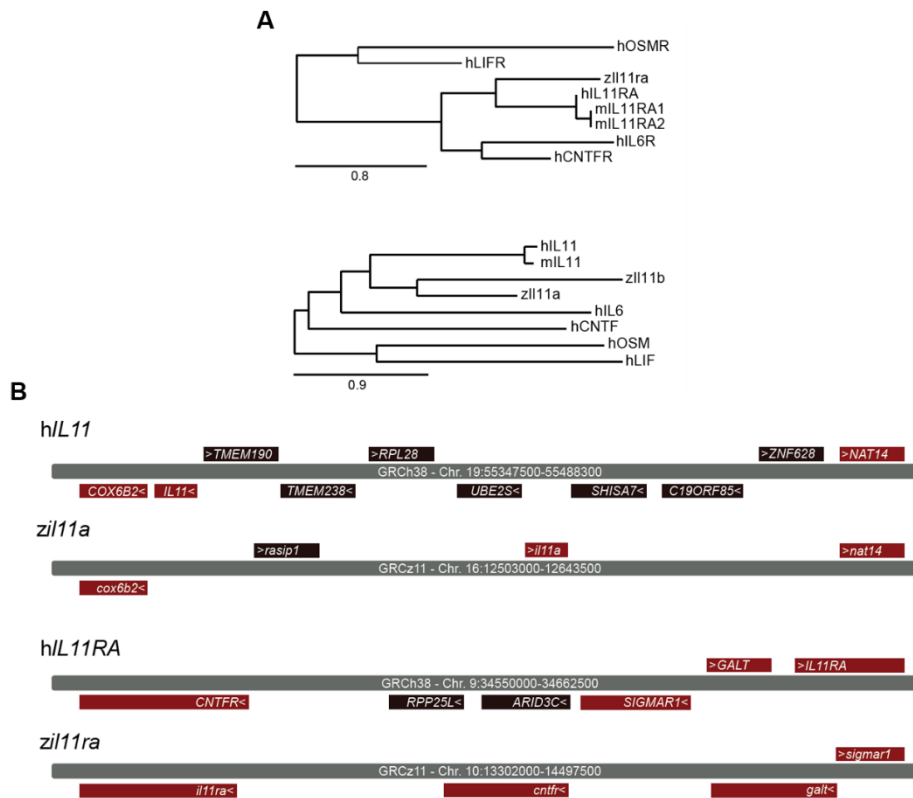 A
hOSMR
hLIFR
zIl11ra
hIL11RA
mIL11RA1
mIL11RA2
hIL6R
hCNTFR
0.8
hIL11
mIL11
zIl11b
zIl11a
hIL6
hCNTF
hOSM
hLIF
0.9
B
hIL11
>TMEM190 >RPL28 >ZNF628 >NAT14
GRCh38 - Chr. 19:55347500-55488300
COX6B2< IL11< TMEM238< UBE2S< SHISA7< C19ORF85<
zil11a
>rasip1 >il11a >nat14
GRCz11 - Chr. 16:12503000-12643500
cox6b2<
hIL11RA
>GALT >IL11RA
GRCh38 - Chr. 9:34550000-34662500
CNTFR< RPP25L< ARID3C< SIGMAR1<
zil11ra
>sigmar1
GRCz11 - Chr. 10:13302000-14497500
il11ra< cntfr< galt<